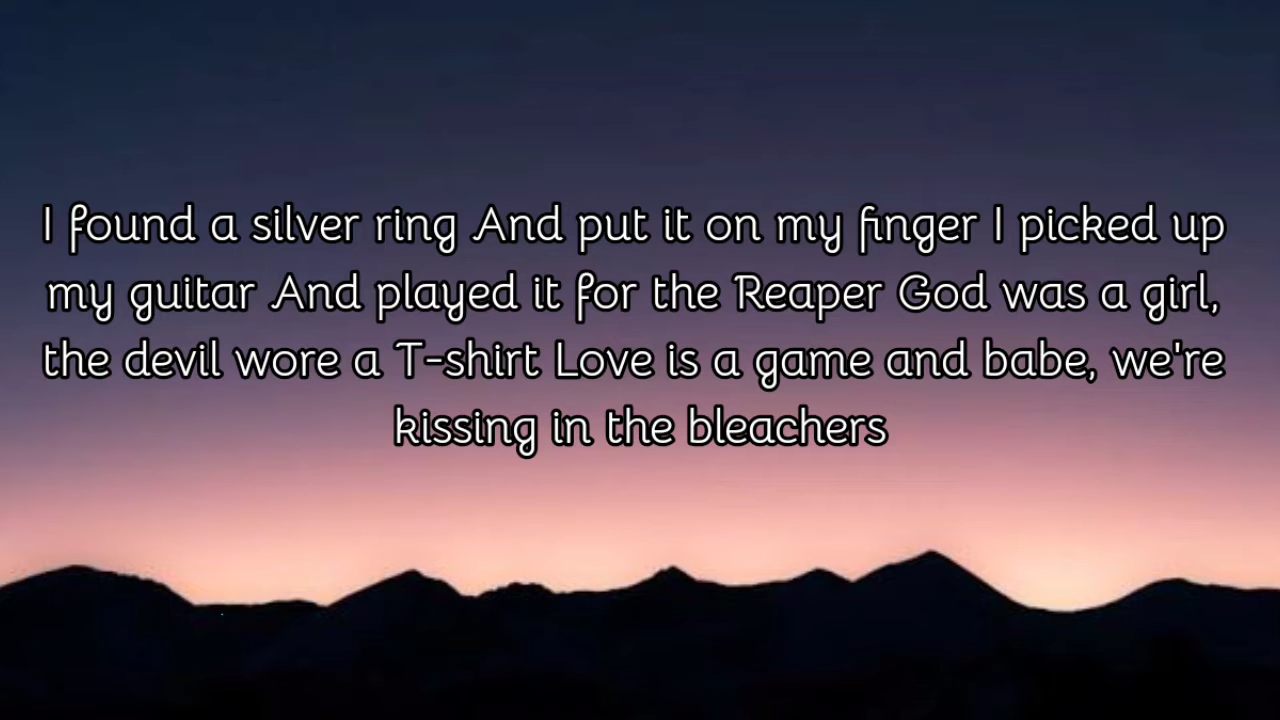 I found a silver ring And put it on my finger I picked up
my guitar And played it for the Reaper God was a girl,
the devil wore a T-shirt Love is a game and babe, we're
kissing in the bleachers